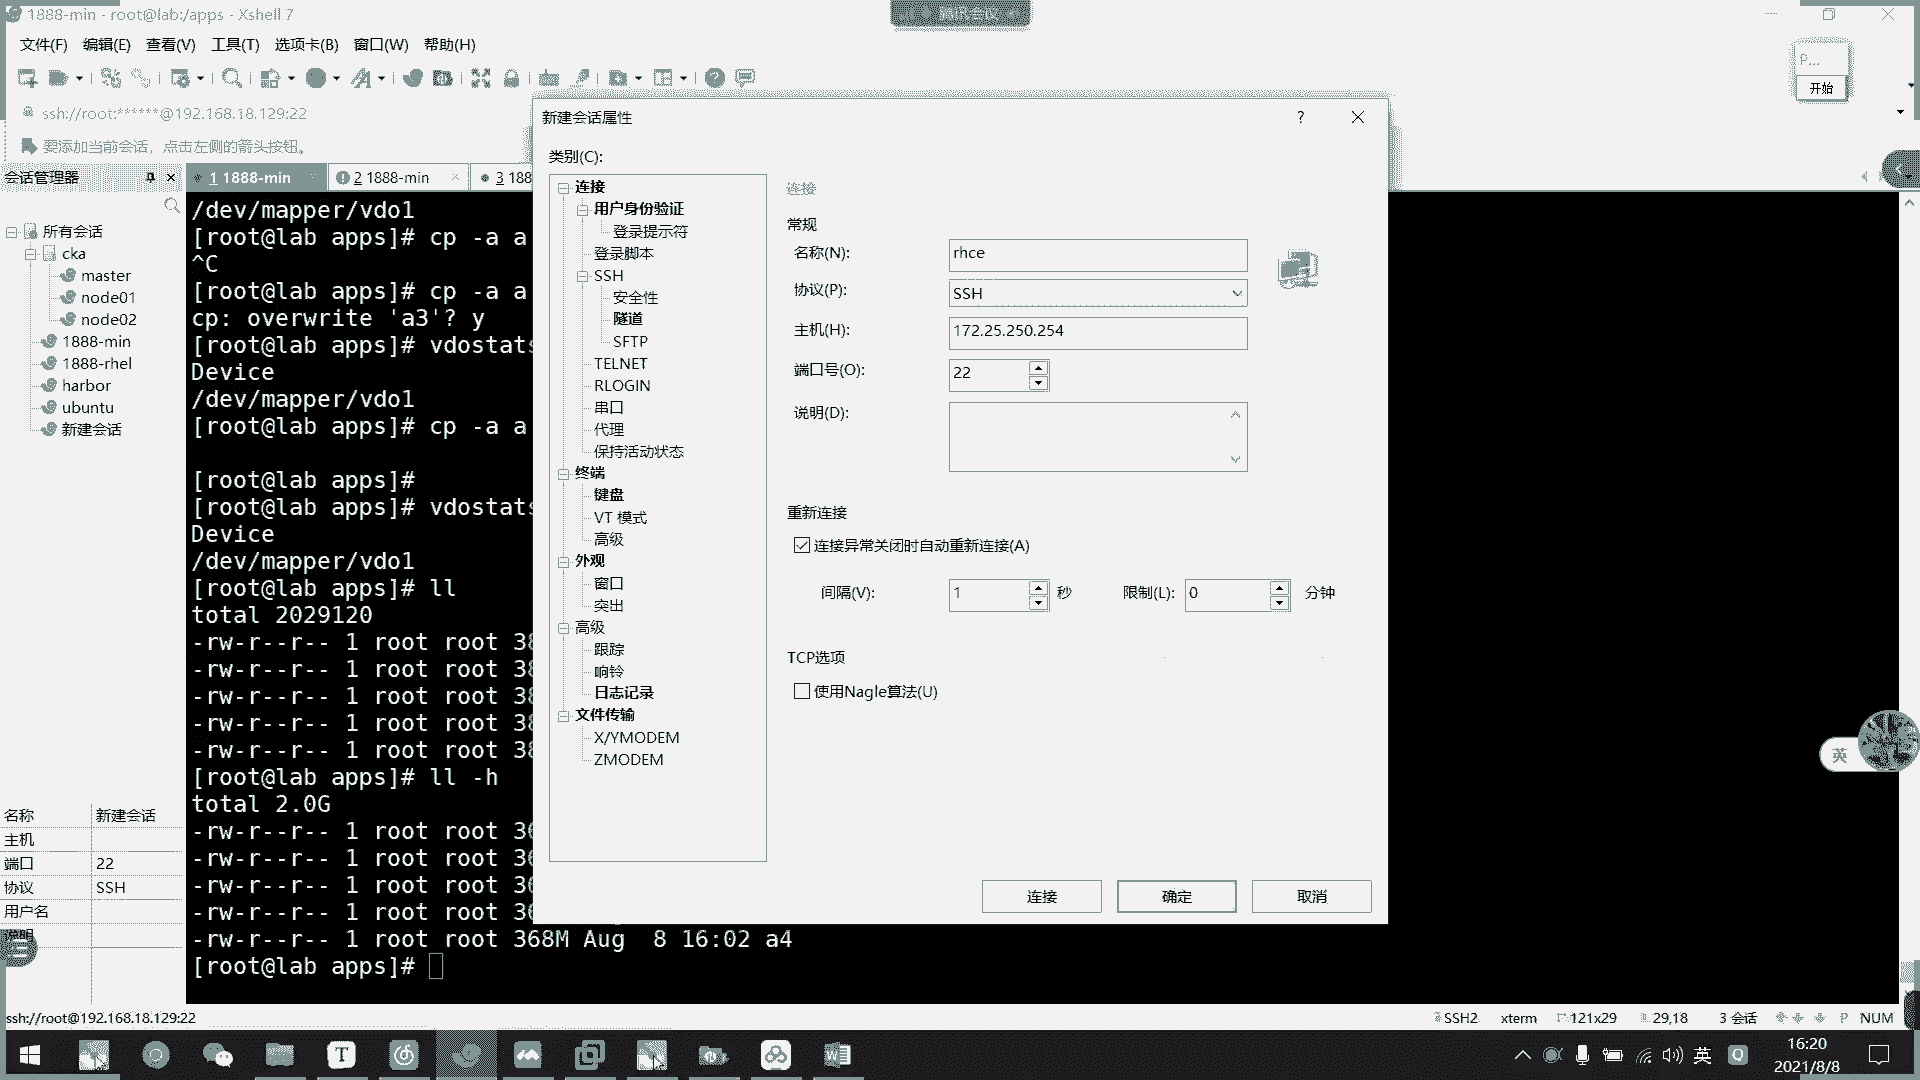 1888-min - root@lab:/apps - Xshell 7
腾讯会议
文件(F) 编辑(E) 查看(V) 工具(T) 选项卡(B) 窗口(W) 帮助(H)
P...
开始
ssh://root:******@192.168.18.129:22
要添加当前会话，点击左侧的箭头按钮。
会话管理器
1 1888-min
2 1888-min
3 188
所有会话
cka
master
node01
node02
1888-min
1888-rhel
harbor
ubuntu
新建会话
名称 新建会话
主机
端口 22
协议 SSH
用户名
说明
/dev/mapper/vdo1
[root@lab apps]# cp -a a
^C
[root@lab apps]# cp -a a
cp: overwrite 'a3'? y
[root@lab apps]# vdostats
Device
/dev/mapper/vdo1
[root@lab apps]# cp -a a
[root@lab apps]#
[root@lab apps]# vdostats
Device
/dev/mapper/vdo1
[root@lab apps]# ll
total 2029120
-rw-r--r-- 1 root root 38
-rw-r--r-- 1 root root 38
-rw-r--r-- 1 root root 38
-rw-r--r-- 1 root root 38
-rw-r--r-- 1 root root 38
[root@lab apps]# ll -h
total 2.0G
-rw-r--r-- 1 root root 36
-rw-r--r-- 1 root root 36
-rw-r--r-- 1 root root 36
-rw-r--r-- 1 root root 36
-rw-r--r-- 1 root root 368M Aug  8 16:02 a4
[root@lab apps]#
新建会话属性
?
类别(C):
连接
用户身份验证
登录提示符
登录脚本
SSH
安全性
隧道
SFTP
TELNET
RLOGIN
串口
代理
保持活动状态
终端
键盘
VT 模式
高级
外观
窗口
突出
高级
跟踪
响铃
日志记录
文件传输
X/YMODEM
ZMODEM
连接
常规
名称(N): rhce
协议(P): SSH
主机(H): 172.25.250.254
端口号(O): 22
说明(D):
重新连接
连接异常关闭时自动重新连接(A)
间隔(V): 1 秒 限制(L): 0 分钟
TCP选项
使用Nagle算法(U)
连接 确定 取消
英
ssh://root@192.168.18.129:22
SSH2 xterm 121x29 29,18 3 会话 P NUM
英
16:20
2021/8/8